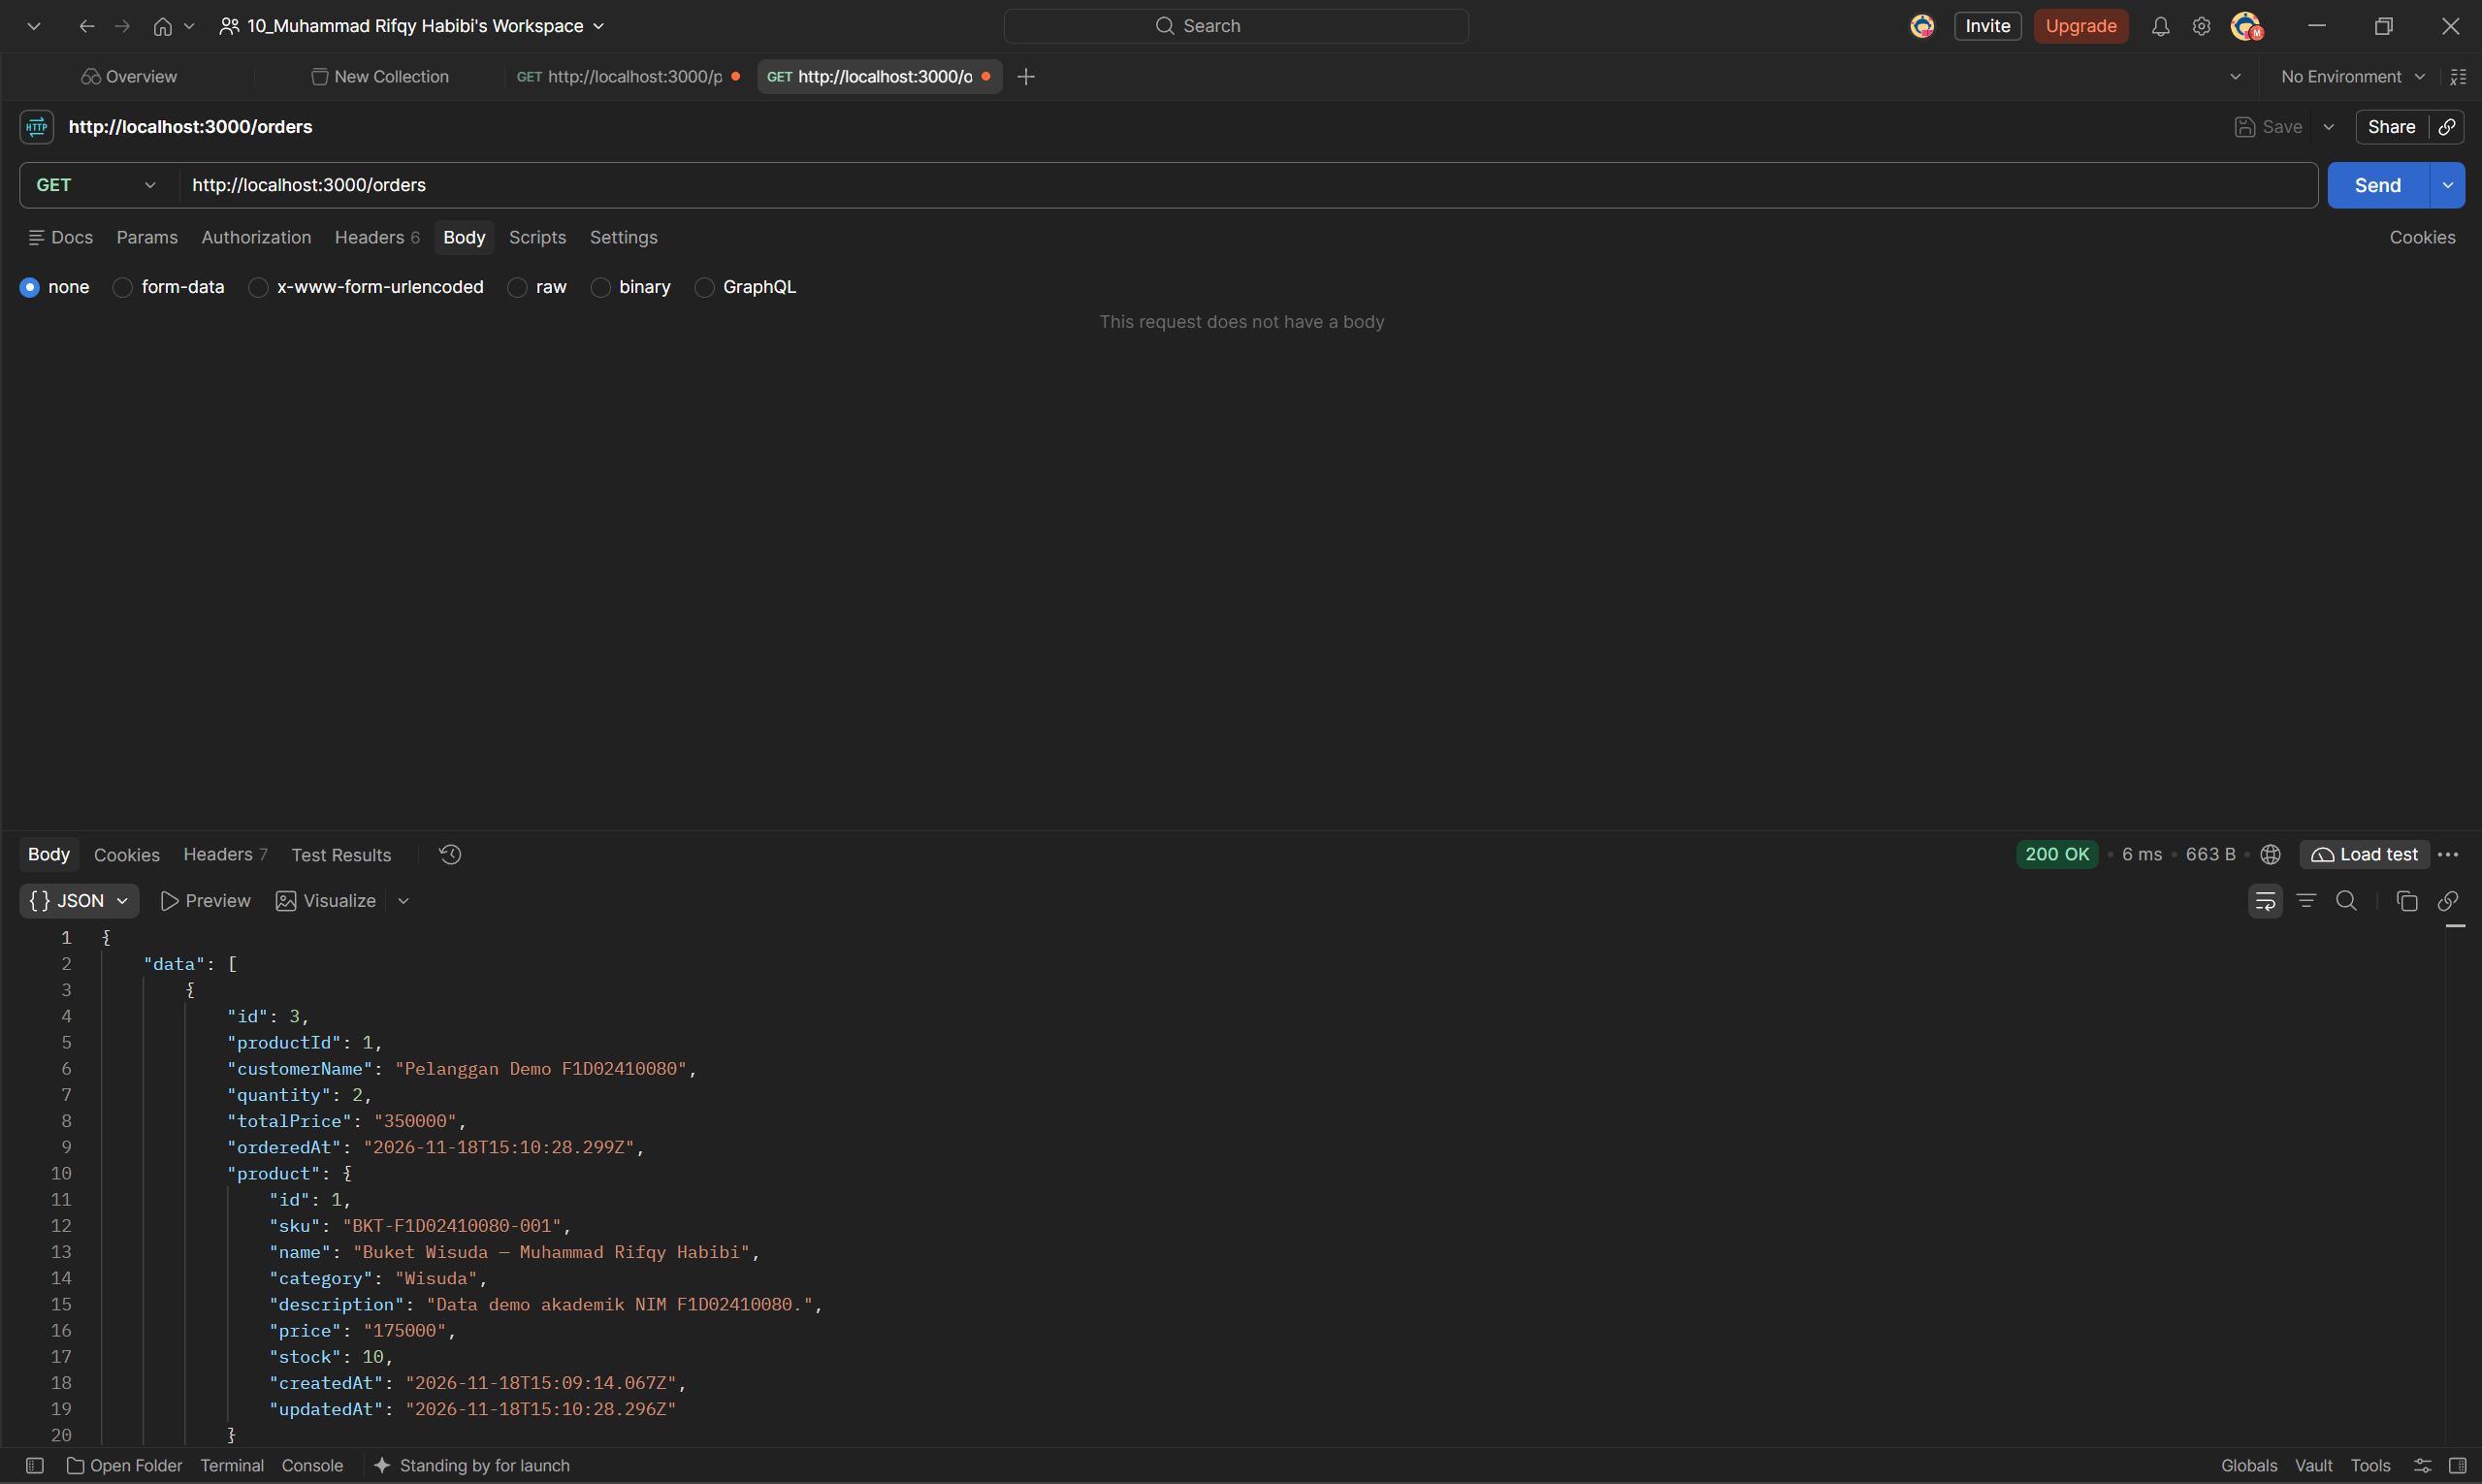 10_Muhammad Rifqy Habibi's Workspace
Search
Invite
Upgrade
Overview
New Collection
GET http://localhost:3000/p
GET http://localhost:3000/o
No Environment
HTTP http://localhost:3000/orders
Save
Share
GET http://localhost:3000/orders
Send
Docs Params Authorization Headers 6 Body Scripts Settings Cookies
none form-data x-www-form-urlencoded raw binary GraphQL
This request does not have a body
Body Cookies Headers 7 Test Results
200 OK • 6 ms • 663 B • Load test
{} JSON Preview Visualize
1 {
2 "data": [
3 {
4 "id": 3,
5 "productId": 1,
6 "customerName": "Pelanggan Demo F1D02410080",
7 "quantity": 2,
8 "totalPrice": "350000",
9 "orderedAt": "2026-11-18T15:10:28.299Z",
10 "product": {
11 "id": 1,
12 "sku": "BKT-F1D02410080-001",
13 "name": "Buket Wisuda — Muhammad Rifqy Habibi",
14 "category": "Wisuda",
15 "description": "Data demo akademik NIM F1D02410080.",
16 "price": "175000",
17 "stock": 10,
18 "createdAt": "2026-11-18T15:09:14.067Z",
19 "updatedAt": "2026-11-18T15:10:28.296Z"
20 }
Open Folder Terminal Console Standing by for launch
Globals Vault Tools